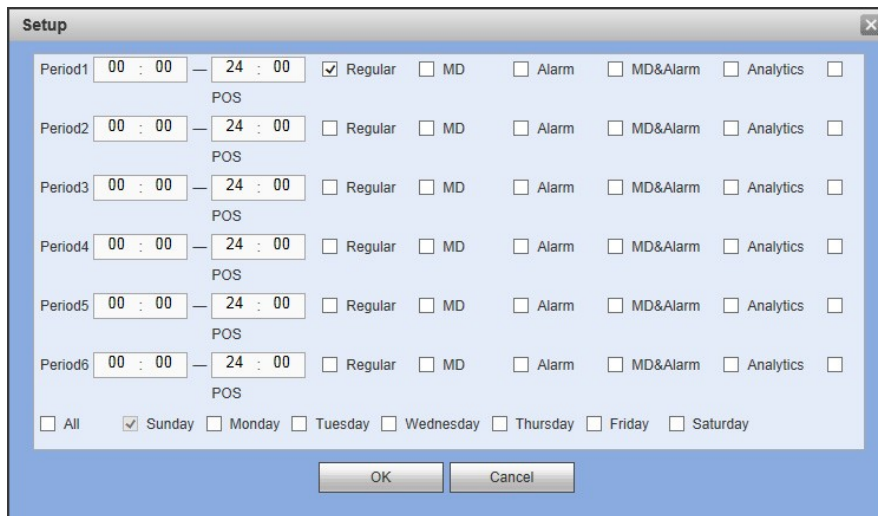 Setup
Period1 00 : 00 — 24 : 00 Regular MD Alarm MD&Alarm Analytics
POS
Period2 00 : 00 — 24 : 00 Regular MD Alarm MD&Alarm Analytics
POS
Period3 00 : 00 — 24 : 00 Regular MD Alarm MD&Alarm Analytics
POS
Period4 00 : 00 — 24 : 00 Regular MD Alarm MD&Alarm Analytics
POS
Period5 00 : 00 — 24 : 00 Regular MD Alarm MD&Alarm Analytics
POS
Period6 00 : 00 — 24 : 00 Regular MD Alarm MD&Alarm Analytics
POS
All Sunday Monday Tuesday Wednesday Thursday Friday Saturday
OK Cancel